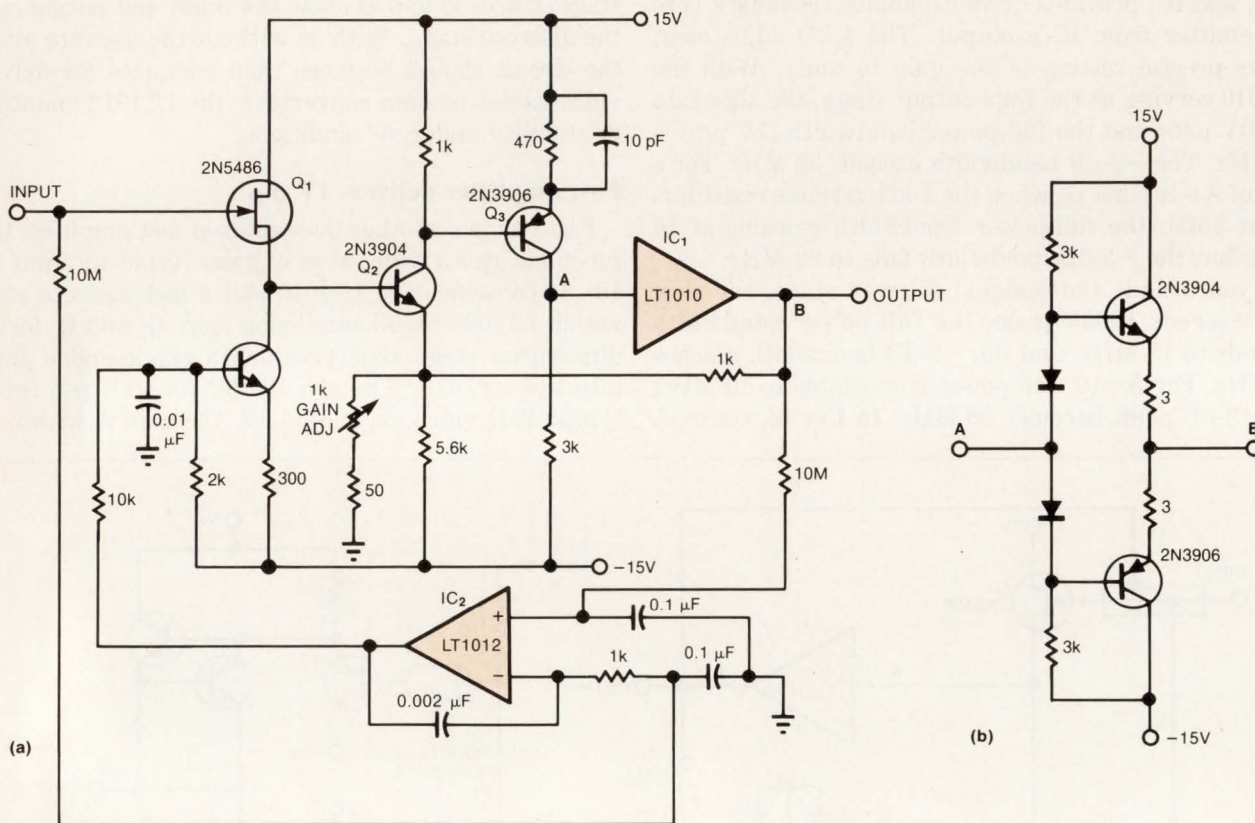 15V
1k
470
10 pF
2N5486
Q1
2N3906
Q3
INPUT
10M
2N3904
Q2
A
IC1
LT1010
B
OUTPUT
1k
1k
GAIN
ADJ
0.01
μF
10k
2k
300
50
5.6k
3k
10M
-15V
IC2
+
LT1012
−
0.1 μF
1k
0.1 μF
0.002 μF
(a)
15V
3k
2N3904
3
A
B
3
2N3906
3k
-15V
(b)